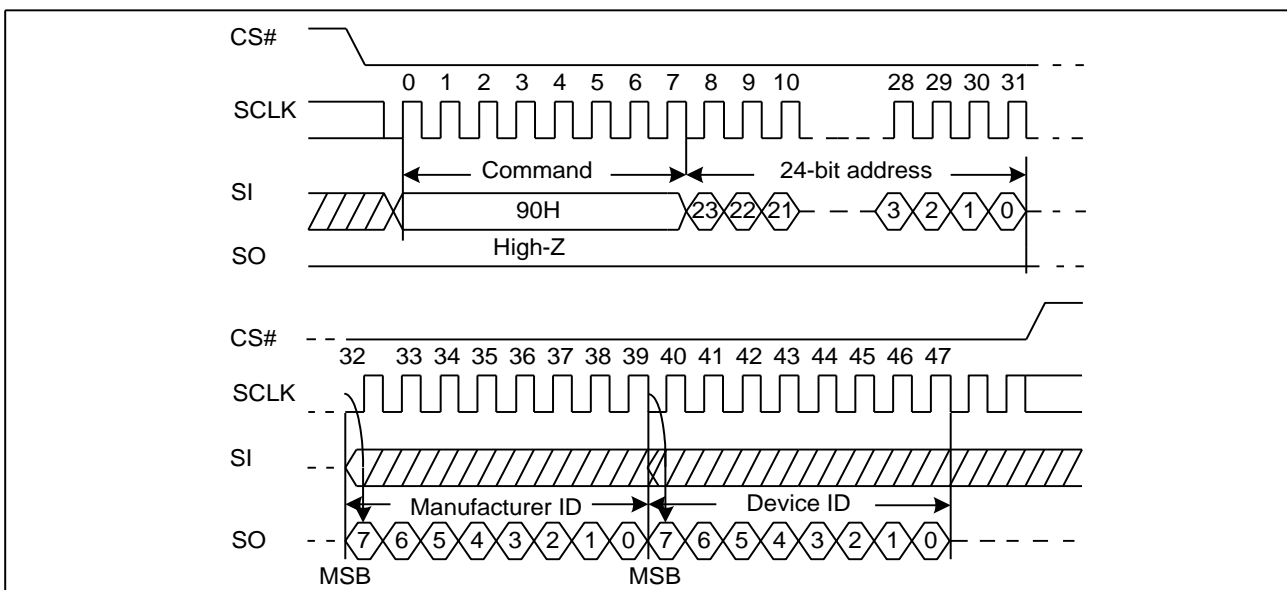 CS#
0 1 2 3 4 5 6 7 8 9 10 28 29 30 31
SCLK
Command 24-bit address
SI
90H 23 22 21 3 2 1 0
High-Z
SO
CS#
32 33 34 35 36 37 38 39 40 41 42 43 44 45 46 47
SCLK
SI
Manufacturer ID Device ID
SO 7 6 5 4 3 2 1 0 7 6 5 4 3 2 1 0
MSB MSB